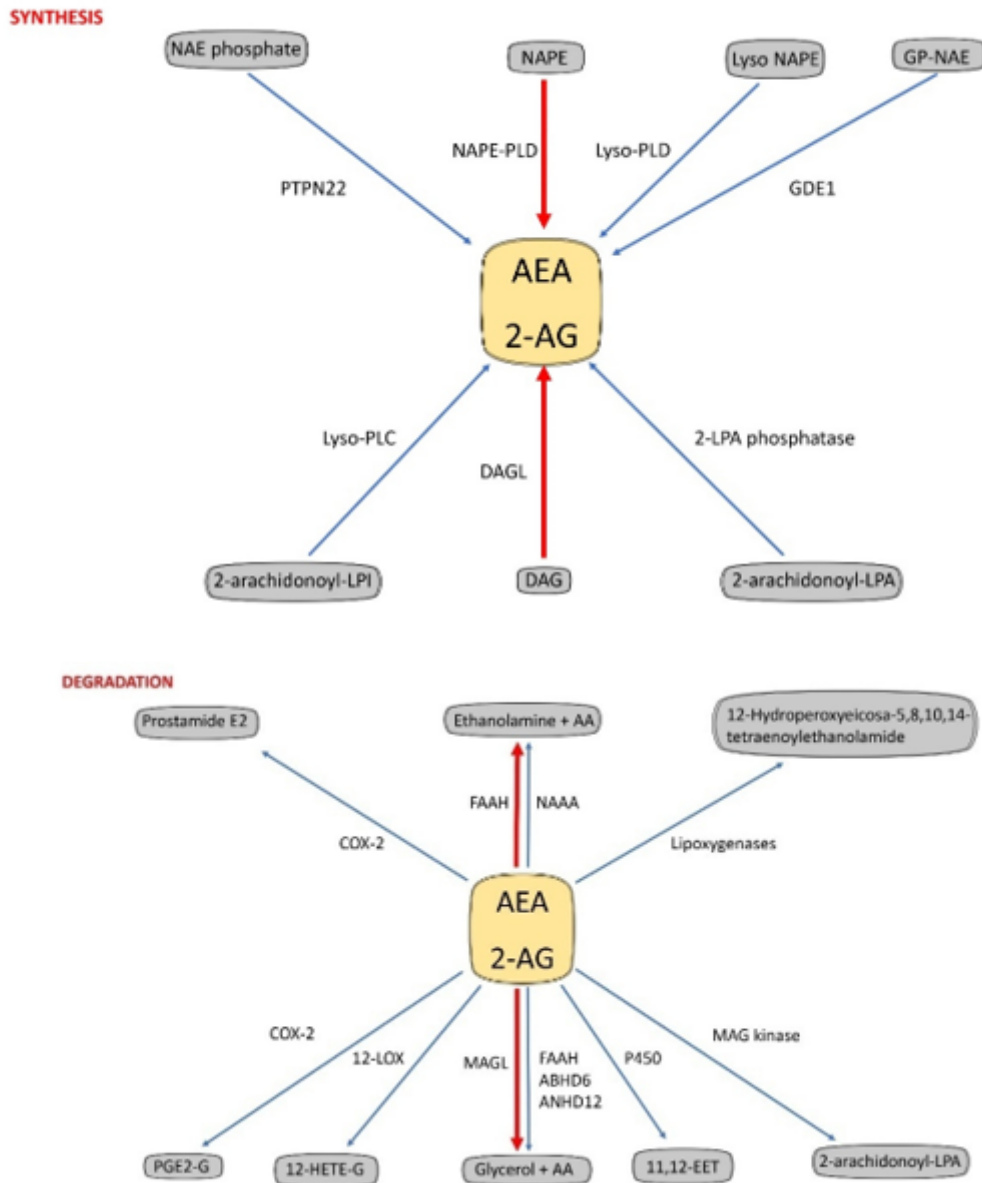 SYNTHESIS
NAE phosphate
NAPE
Lyso NAPE
GP-NAE
NAPE-PLD
Lyso-PLD
PTPN22
GDE1
AEA
2-AG
Lyso-PLC
2-LPA phosphatase
DAGL
2-arachidonoyl-LPI
DAG
2-arachidonoyl-LPA
DEGRADATION
Prostamide E2
Ethanolamine + AA
12-Hydroperoxyeicosa-5,8,10,14-
tetraenoylethanolamide
FAAH
NAAA
COX-2
Lipoxygenases
AEA
2-AG
COX-2
12-LOX
MAGL
FAAH
ABHD6
ANHD12
P450
MAG kinase
PGE2-G
12-HETE-G
Glycerol + AA
11,12-EET
2-arachidonoyl-LPA